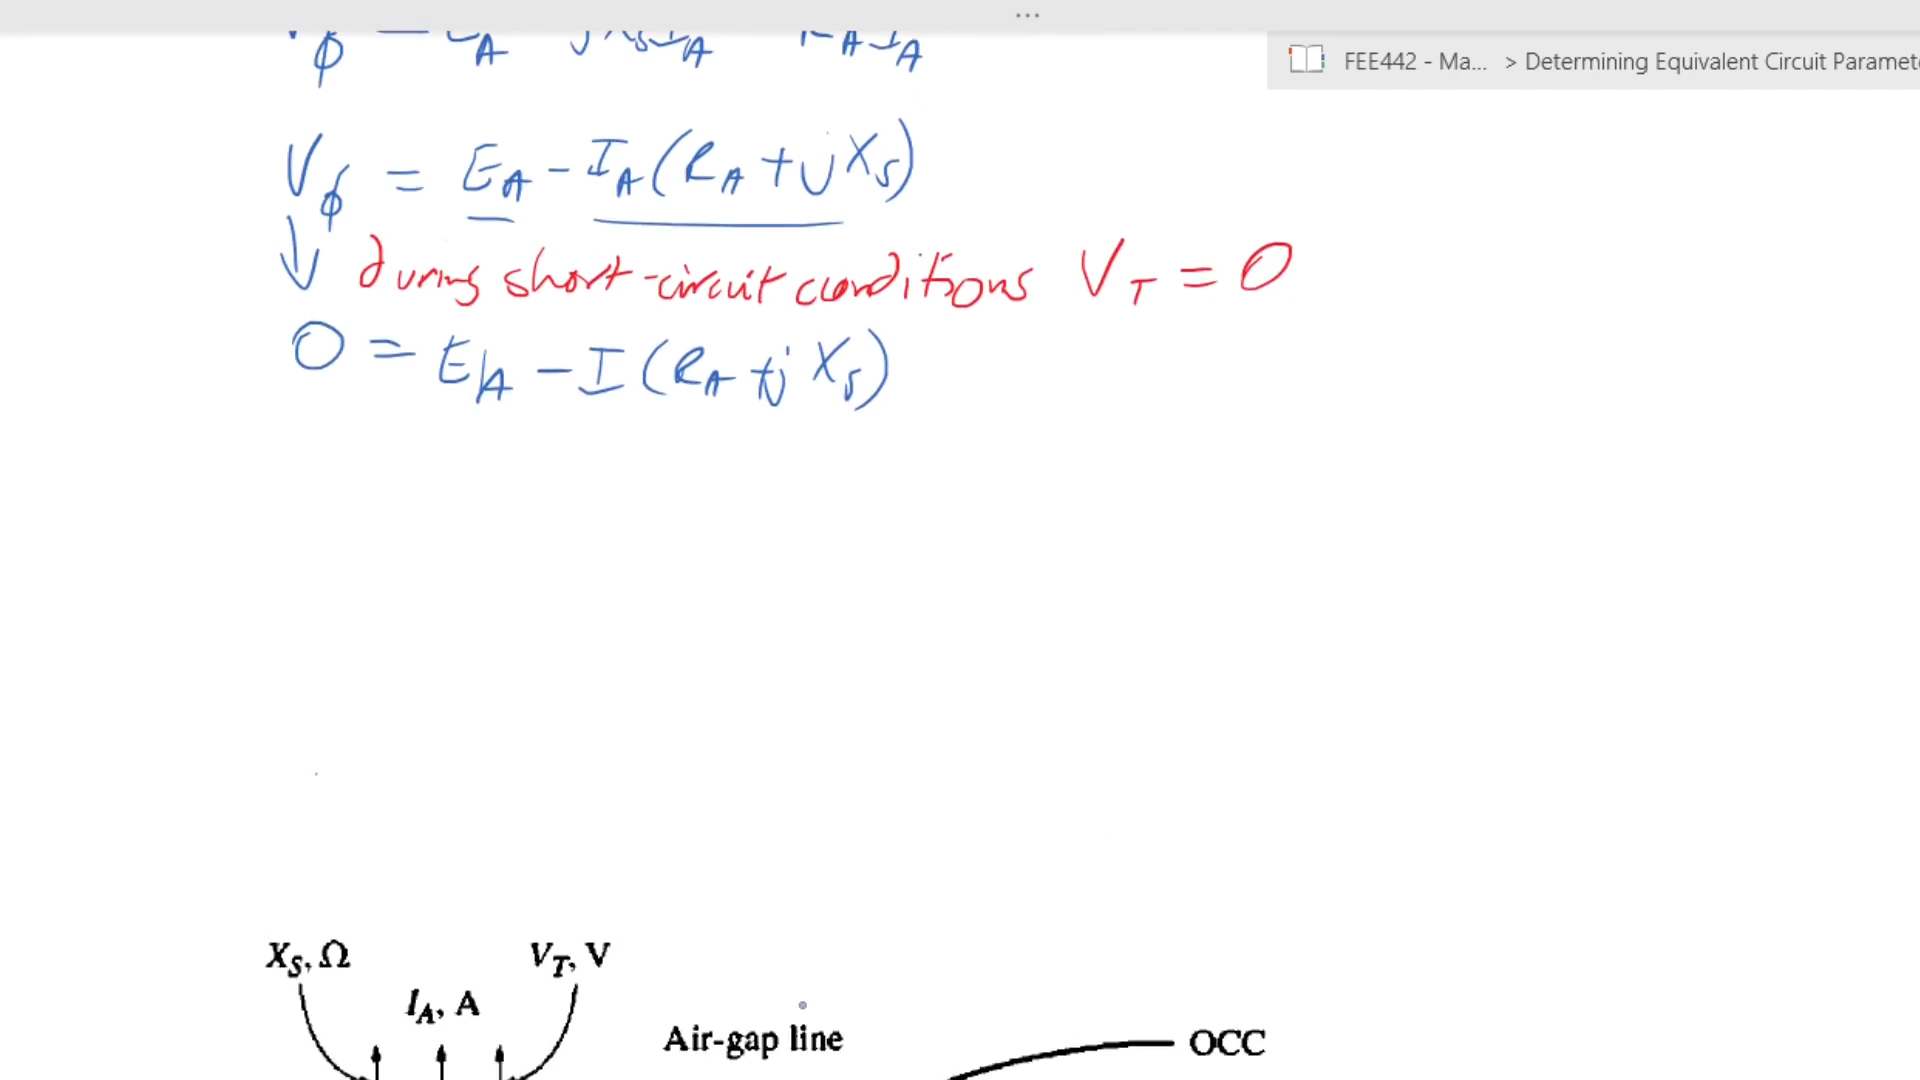 FEE442 - Ma... > Determining Equivalent Circuit Paramet
Vϕ = EA - IA(RA + jXS)
during short-circuit conditions VT = 0
0 = EA - I(RA + jXS)
XS, Ω
VT, V
IA, A
Air-gap line
OCC